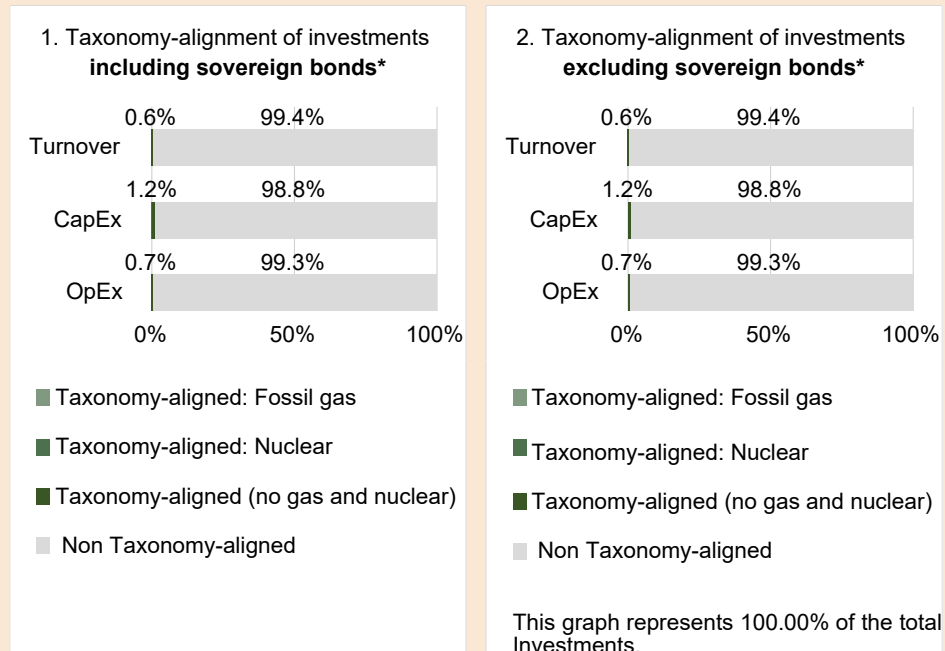 1. Taxonomy-alignment of investments
including sovereign bonds*
0.6% 99.4%
Turnover
1.2% 98.8%
CapEx
0.7% 99.3%
OpEx
0% 50% 100%
Taxonomy-aligned: Fossil gas
Taxonomy-aligned: Nuclear
Taxonomy-aligned (no gas and nuclear)
Non Taxonomy-aligned
2. Taxonomy-alignment of investments
excluding sovereign bonds*
0.6% 99.4%
Turnover
1.2% 98.8%
CapEx
0.7% 99.3%
OpEx
0% 50% 100%
Taxonomy-aligned: Fossil gas
Taxonomy-aligned: Nuclear
Taxonomy-aligned (no gas and nuclear)
Non Taxonomy-aligned
This graph represents 100.00% of the total
Investments.